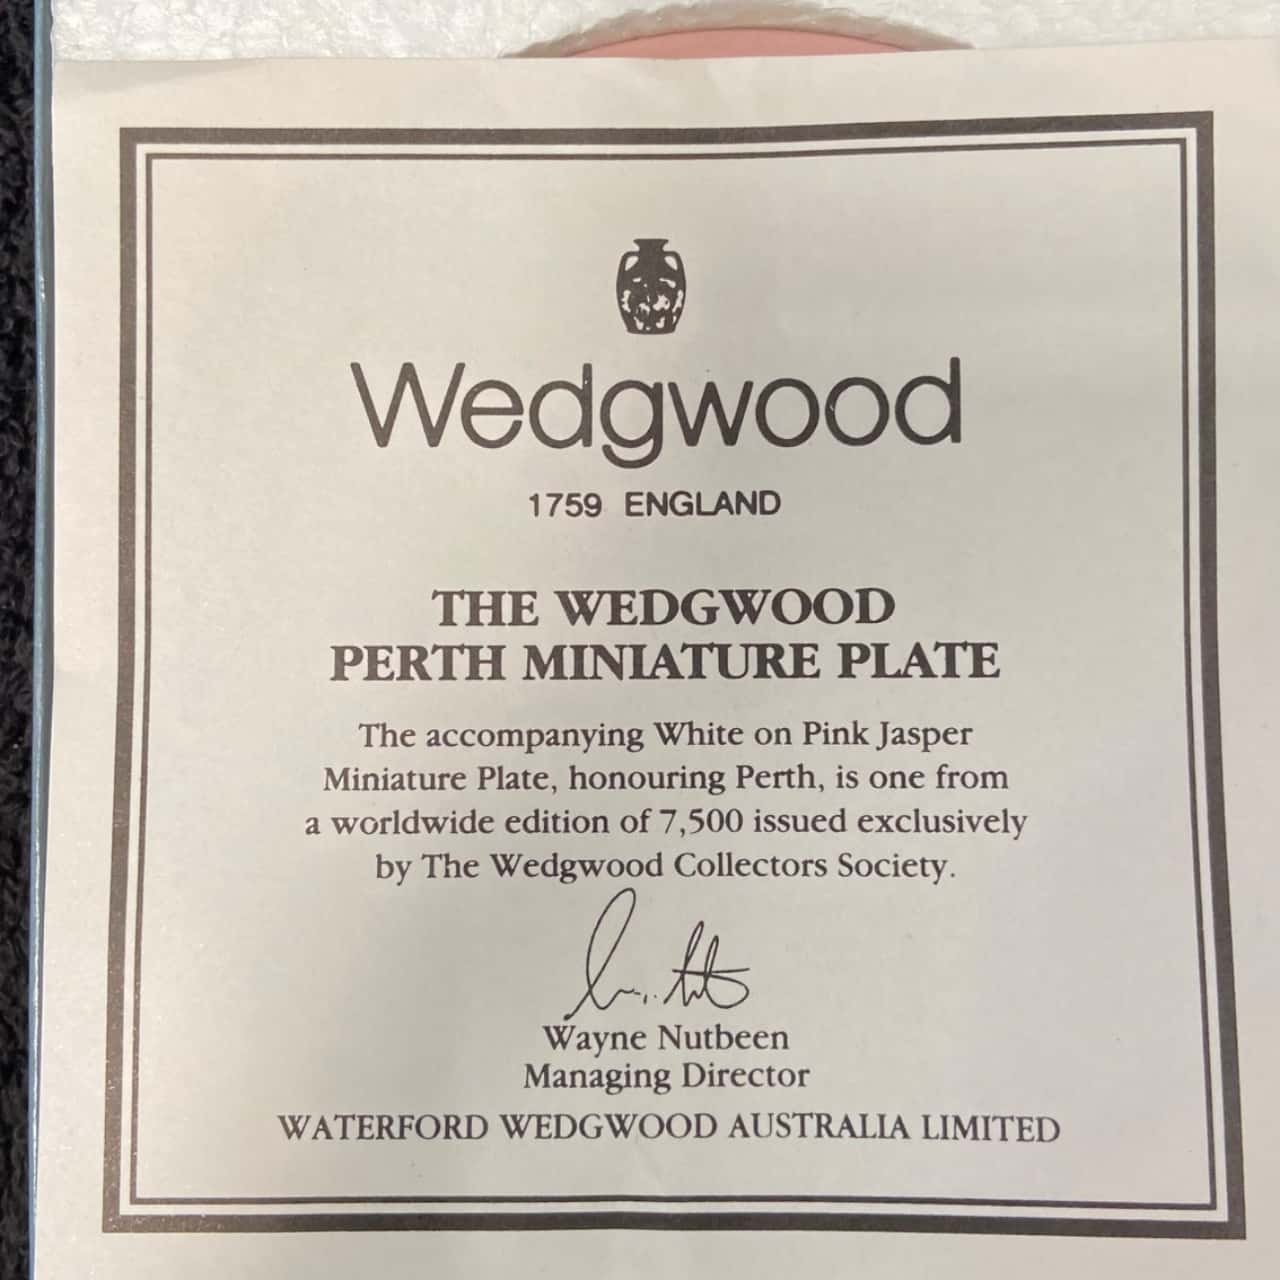 Wedgwood
1759 ENGLAND
THE WEDGWOOD
PERTH MINIATURE PLATE
The accompanying White on Pink Jasper
Miniature Plate, honouring Perth, is one from
a worldwide edition of 7,500 issued exclusively
by The Wedgwood Collectors Society.
Wayne Nutbeen
Managing Director
WATERFORD WEDGWOOD AUSTRALIA LIMITED